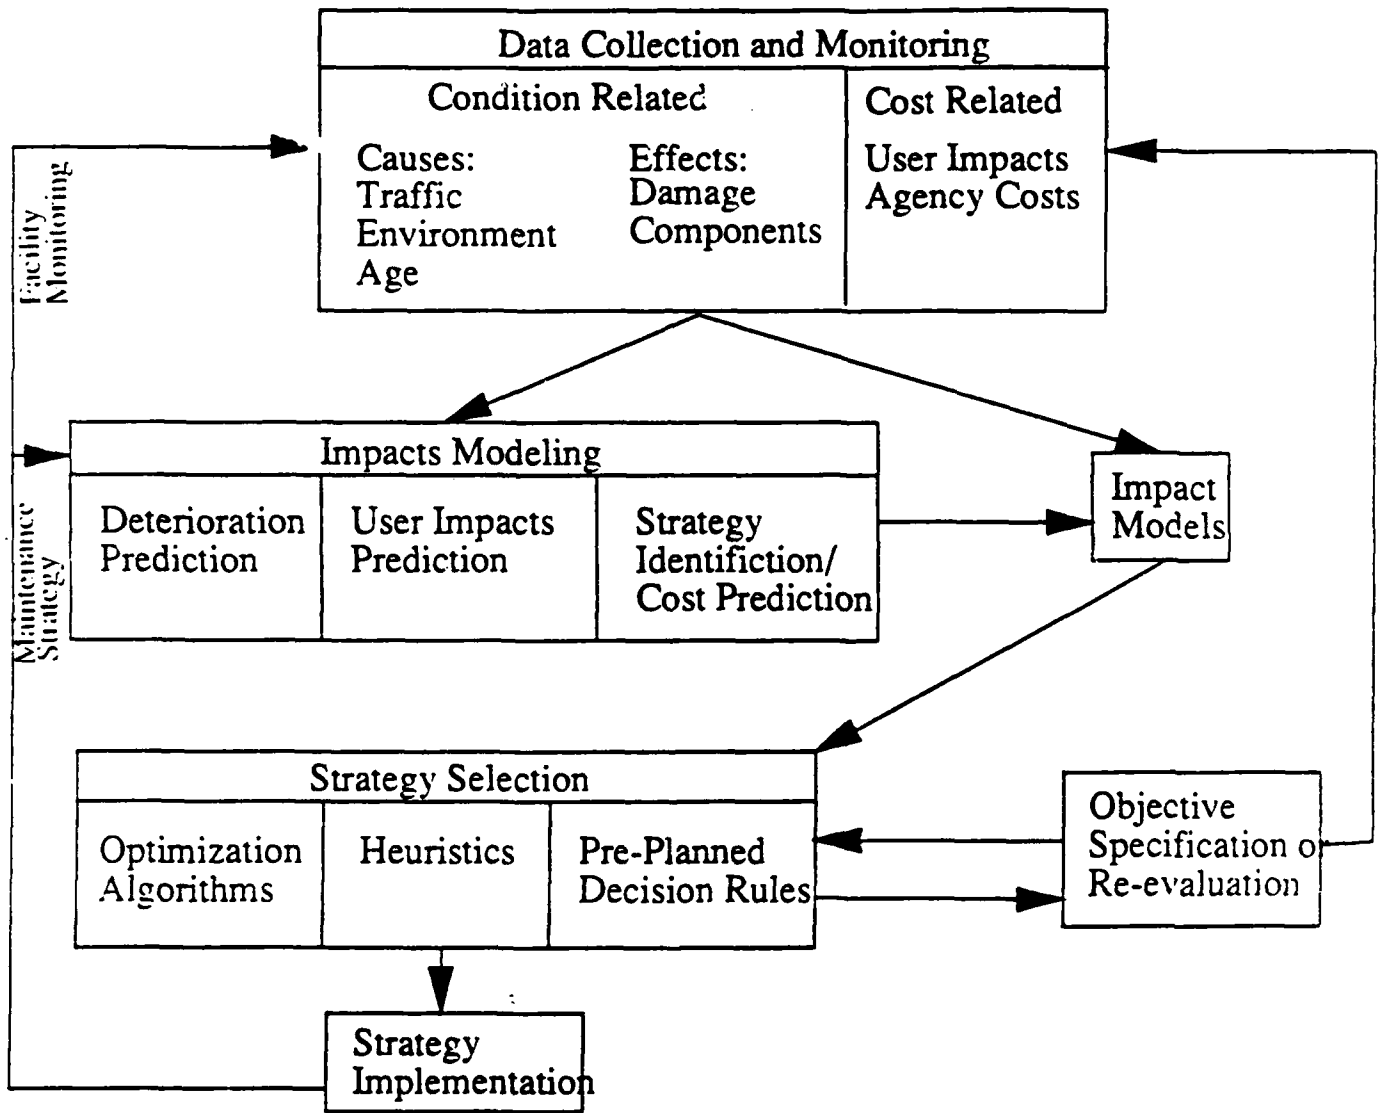 Data Collection and Monitoring
Condition Related
Cost Related
Causes:
Traffic
Environment
Age
Effects:
Damage
Components
User Impacts
Agency Costs
Facility
Monitoring
Impacts Modeling
Deterioration
Prediction
User Impacts
Prediction
Strategy
Identifiction/
Cost Prediction
Impact
Models
Maintenance
Strategy
Strategy Selection
Optimization
Algorithms
Heuristics
Pre-Planned
Decision Rules
Objective
Specification o
Re-evaluation
Strategy
Implementation